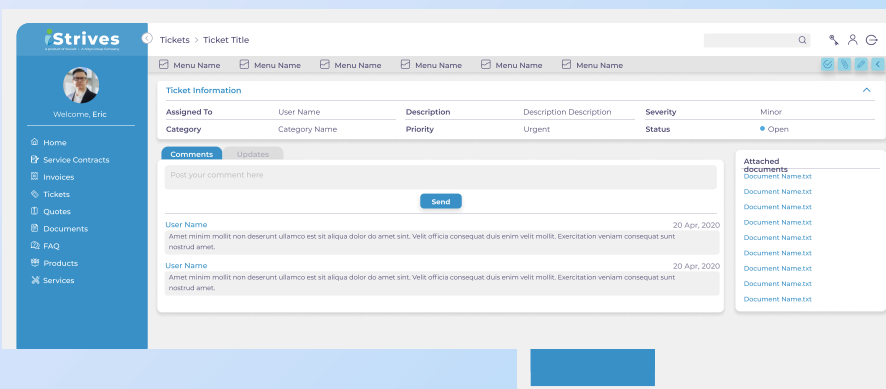 iStrives
Tickets > Ticket Title
Menu Name Menu Name Menu Name Menu Name Menu Name Menu Name
Welcome, Eric
Home
Service Contracts
Invoices
Tickets
Quotes
Documents
FAQ
Products
Services
Ticket Information
Assigned To User Name Description Description Description Severity Minor
Category Category Name Priority Urgent Status Open
Comments Updates
Post your comment here
Send
User Name 20 Apr, 2020
Amet minim mollit non deserunt ullamco est sit aliqua dolor do amet sint. Velit officia consequat duis enim velit mollit. Exercitation veniam consequat sunt
nostrud amet.
User Name 20 Apr, 2020
Amet minim mollit non deserunt ullamco est sit aliqua dolor do amet sint. Velit officia consequat duis enim velit mollit. Exercitation veniam consequat sunt
nostrud amet.
Attached
documents
Document Name.txt
Document Name.txt
Document Name.txt
Document Name.txt
Document Name.txt
Document Name.txt
Document Name.txt
Document Name.txt
Document Name.txt